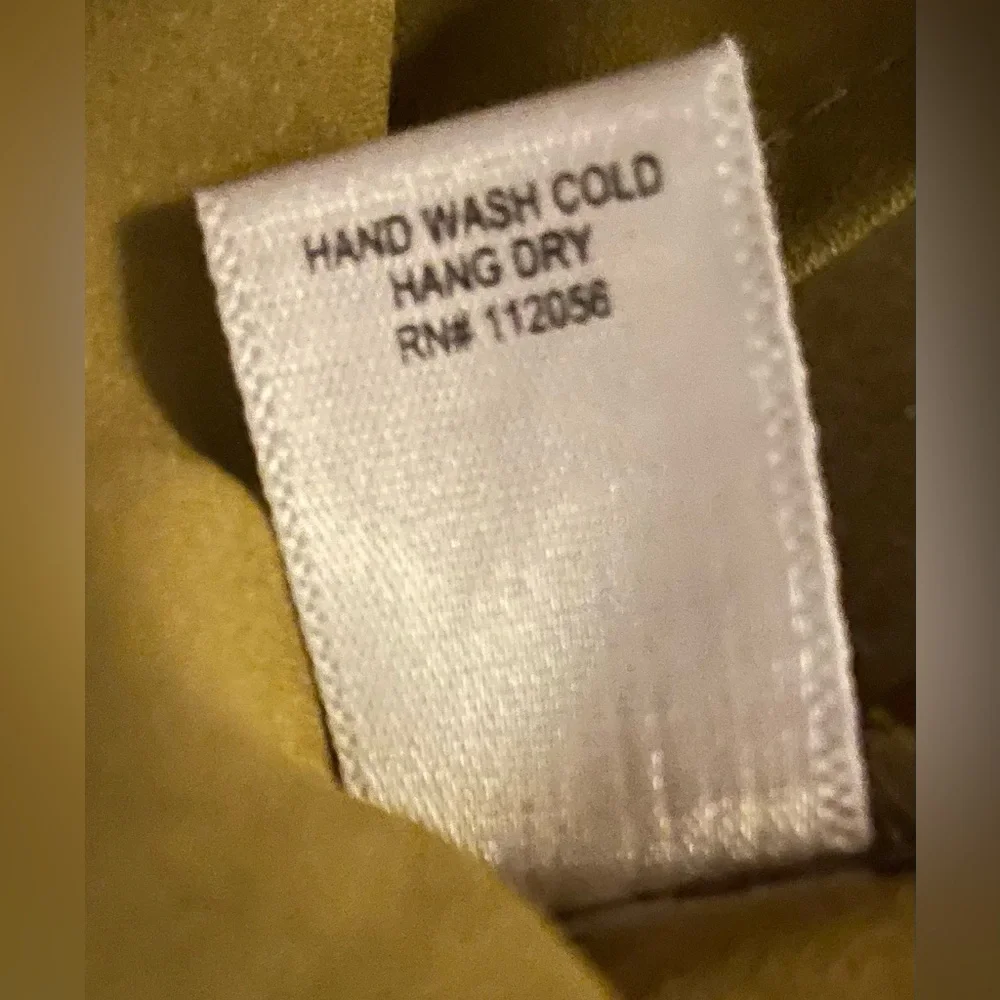 HAND WASH COLD
HANG DRY
RN# 112056